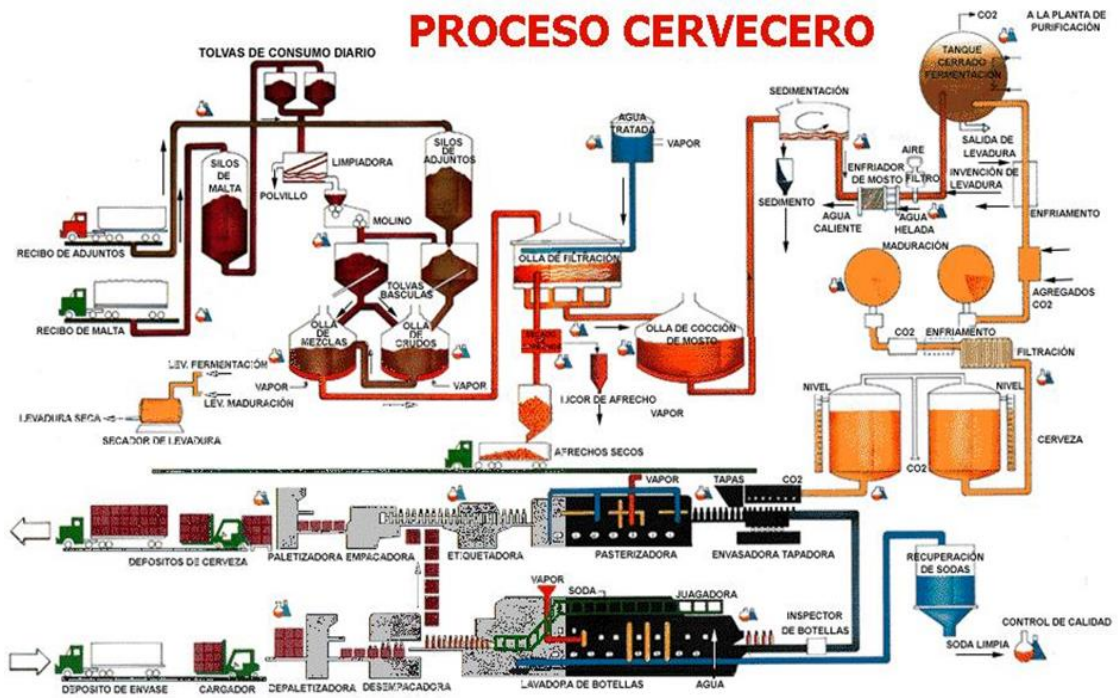 PROCESO CERVECERO
CO2
A LA PLANTA DE
PURIFICACIÓN
TOLVAS DE CONSUMO DIARIO
TANQUE
CERRADO
FERMENTACIÓN
SEDIMENTACIÓN
AGUA
TRATADA
VAPOR
SILOS
DE
ADJUNTOS
SILOS
DE
MALTA
LIMPIADORA
POLVILLO
MOLINO
SALIDA DE
LEVADURA
AIRE
ENFRIADOR
DE MOSTO
FILTRO
INVENCIÓN DE
LEVADURA
SEDIMENTO
AGUA
CALIENTE
AGUA
HELADA
ENFRIAMENTO
RECIBO DE ADJUNTOS
OLLA DE FILTRACIÓN
MADURACIÓN
TOLVAS
BASCULAS
AGREGADOS
CO2
RECIBO DE MALTA
OLLA
DE
MEZCLAS
OLLA
DE
CRUDOS
OLLA DE COCCIÓN
DE MOSTO
CO2
ENFRIAMENTO
FILTRACIÓN
LEV. FERMENTACIÓN
VAPOR
VAPOR
LEV. MADURACIÓN
LICOR DE AFRECHO
VAPOR
NIVEL
NIVEL
LEVADURA SECA
SECADOR DE LEVADURA
AFRECHOS SECOS
CERVEZA
CO2
VAPOR
TAPAS
CO2
PALETIZADORA
EMPACADORA
ETIQUETADORA
PASTERIZADORA
ENVASADORA TAPADORA
DEPOSITOS DE CERVEZA
RECUPERACIÓN
DE SODAS
VAPOR
SODA
JUAGADORA
INSPECTOR
DE BOTELLAS
CONTROL DE CALIDAD
SODA LIMPIA
DEPOSITO DE ENVASE
CARGADOR
DEPALETIZADORA
DESEMPACADORA
LAVADORA DE BOTELLAS
AGUA